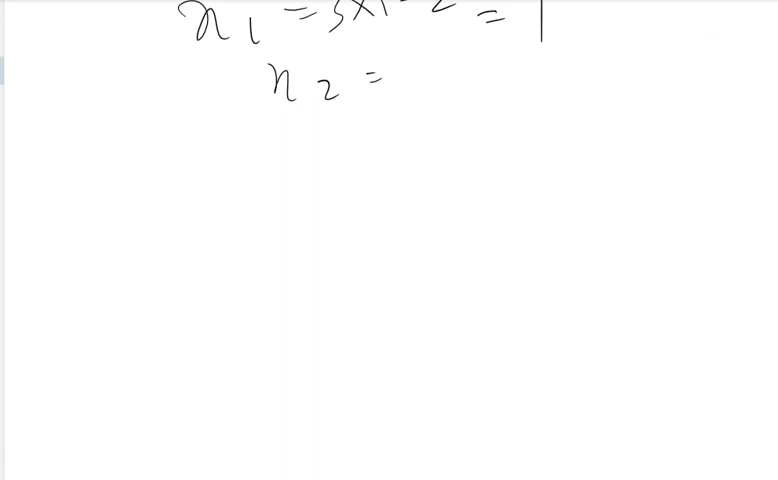 x₁ = 3×1-2 = 1
x₂ =